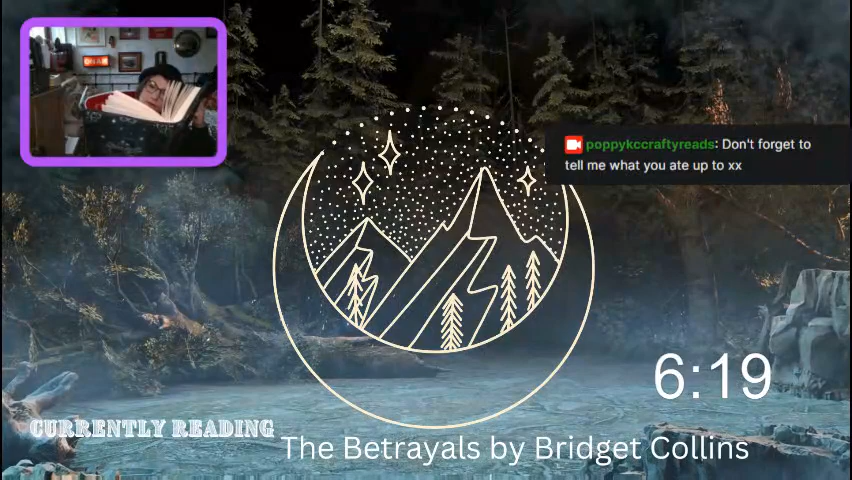 poppykccraftyreads: Don't forget to
tell me what you ate up to xx
6:19
CURRENTLY READING
The Betrayals by Bridget Collins